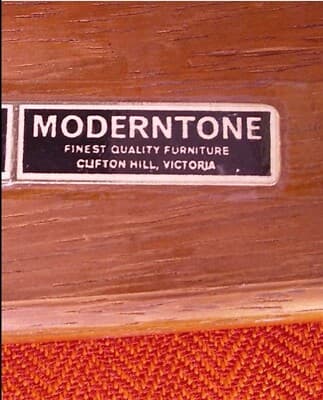 MODERNTONE
FINEST QUALITY FURNITURE
CLIFTON HILL, VICTORIA